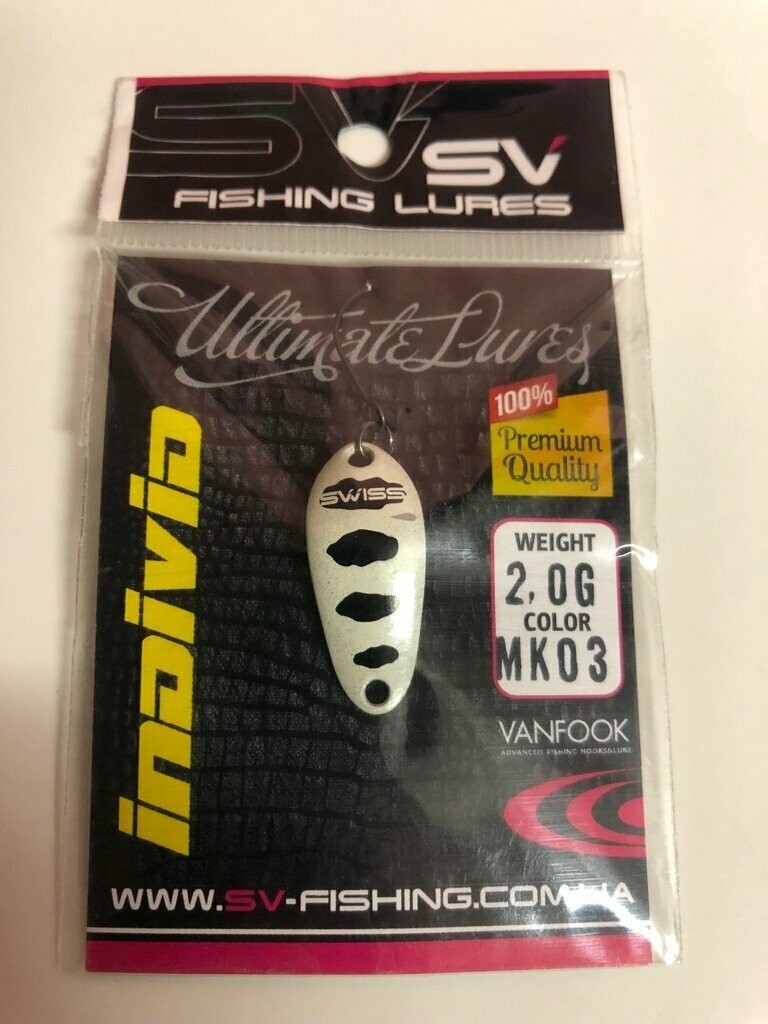 SV
SV
FISHING LURES
Ultimate Lures
100%
Premium
Quality
INDIVID
SWISS
WEIGHT
2,0G
COLOR
MK03
VANFOOK
ADVANCED FISHING HOOKS&LURE
WWW.SV-FISHING.COM.UA